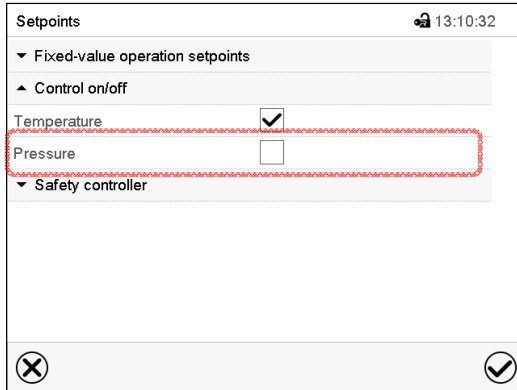 Setpoints 13:10:32
Fixed-value operation setpoints
Control on/off
Temperature
Pressure
Safety controller